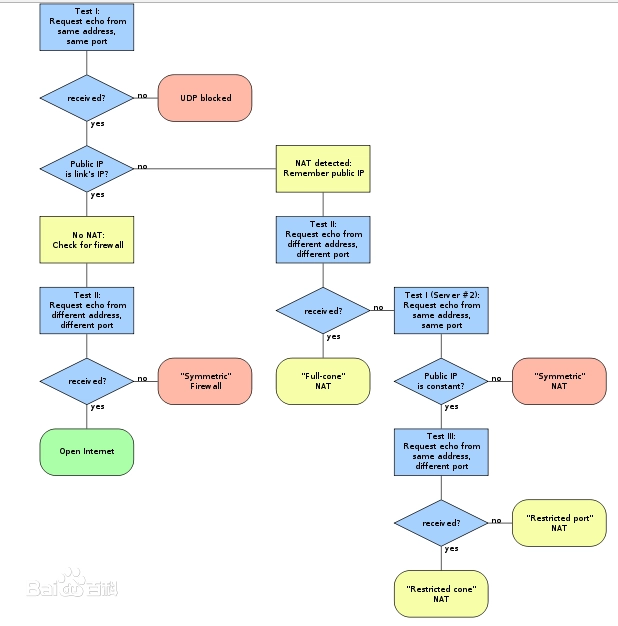 Test I:
Request echo from
same address,
same port
received?
no
UDP blocked
yes
Public IP
is link's IP?
no
NAT detected:
Remember public IP
yes
No NAT:
Check for firewall
Test II:
Request echo from
different address,
different port
Test II:
Request echo from
different address,
different port
received?
no
Test I (Server #2):
Request echo from
same address,
same port
yes
received?
no
"Symmetric"
Firewall
"Full-cone"
NAT
Public IP
is constant?
no
"Symmetric"
NAT
yes
yes
Open Internet
Test III:
Request echo from
same address,
different port
received?
no
"Restricted port"
NAT
yes
"Restricted cone"
NAT
Bai百科